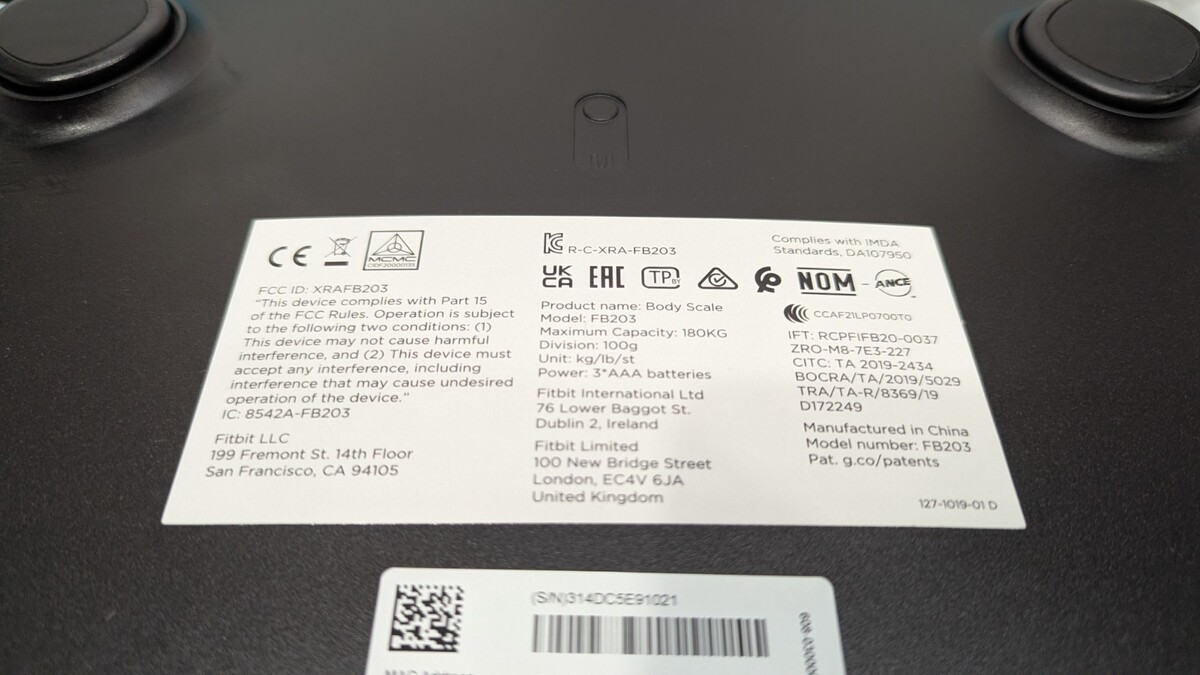 CE
MCMC
CIDF20000135
FCC ID: XRAFB203
"This device complies with Part 15
of the FCC Rules. Operation is subject
to the following two conditions: (1)
This device may not cause harmful
interference, and (2) This device must
accept any interference, including
interference that may cause undesired
operation of the device."
IC: 8542A-FB203
Fitbit LLC
199 Fremont St. 14th Floor
San Francisco, CA 94105
R-C-XRA-FB203
UK
CA
EAC
TP
BY
Product name: Body Scale
Model: FB203
Maximum Capacity: 180KG
Division: 100g
Unit: kg/lb/st
Power: 3*AAA batteries
Fitbit International Ltd
76 Lower Baggot St.
Dublin 2, Ireland
Fitbit Limited
100 New Bridge Street
London, EC4V 6JA
United Kingdom
Complies with IMDA
Standards, DA107950
NOM - ANCE
CCAF21LP0700T0
IFT: RCPFIFB20-0037
ZRO-M8-7E3-227
CITC: TA 2019-2434
BOCRA/TA/2019/5029
TRA/TA-R/8369/19
D172249
Manufactured in China
Model number: FB203
Pat. g.co/patents
127-1019-01 D
(S/N)314DC5E91021